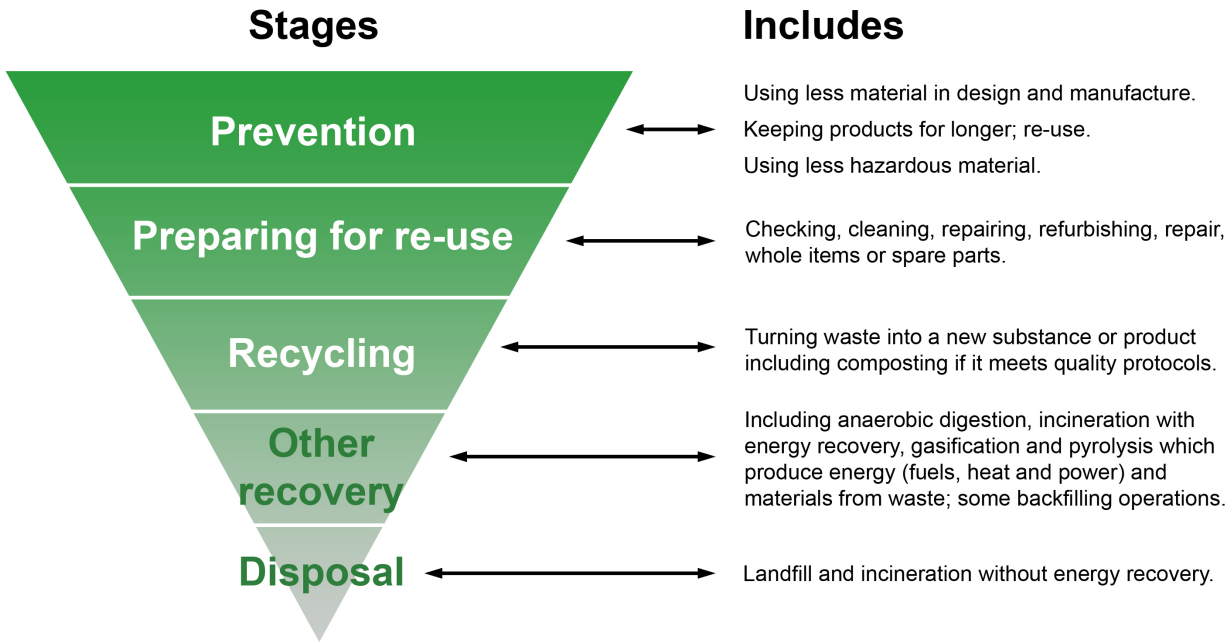 Stages
Includes
Prevention
Using less material in design and manufacture.
Keeping products for longer; re-use.
Using less hazardous material.
Preparing for re-use
Checking, cleaning, repairing, refurbishing, repair,
whole items or spare parts.
Recycling
Turning waste into a new substance or product
including composting if it meets quality protocols.
Other
recovery
Including anaerobic digestion, incineration with
energy recovery, gasification and pyrolysis which
produce energy (fuels, heat and power) and
materials from waste; some backfilling operations.
Disposal
Landfill and incineration without energy recovery.